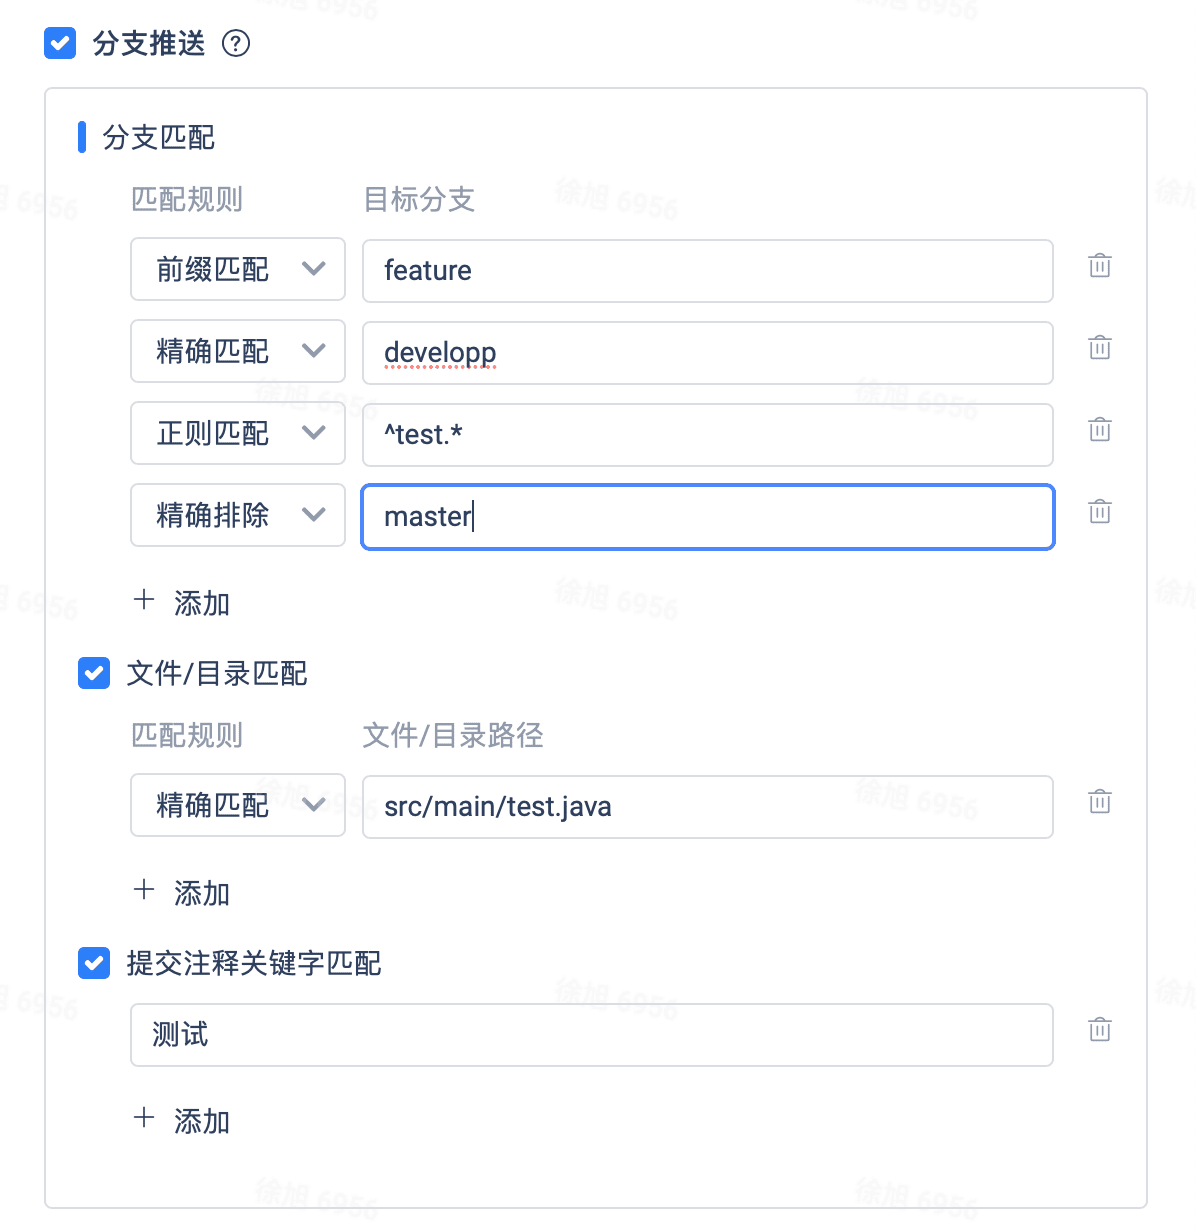 分支推送 ?
分支匹配
匹配规则 目标分支
前缀匹配 feature
精确匹配 developp
正则匹配 ^test.*
精确排除 master
+ 添加
文件/目录匹配
匹配规则 文件/目录路径
精确匹配 src/main/test.java
+ 添加
提交注释关键字匹配
测试
+ 添加
徐旭 6956